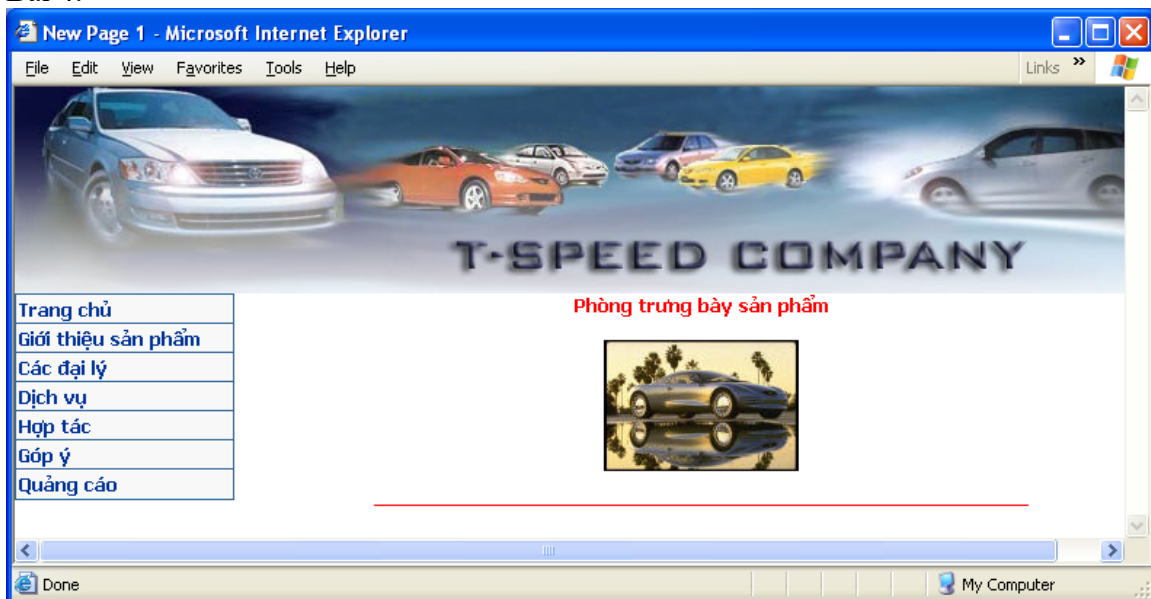 New Page 1 - Microsoft Internet Explorer
File Edit View Favorites Tools Help Links »
T-SPEED COMPANY
Trang chủ
Giới thiệu sản phẩm
Các đại lý
Dịch vụ
Hợp tác
Góp ý
Quảng cáo
Phòng trưng bày sản phẩm
Done My Computer